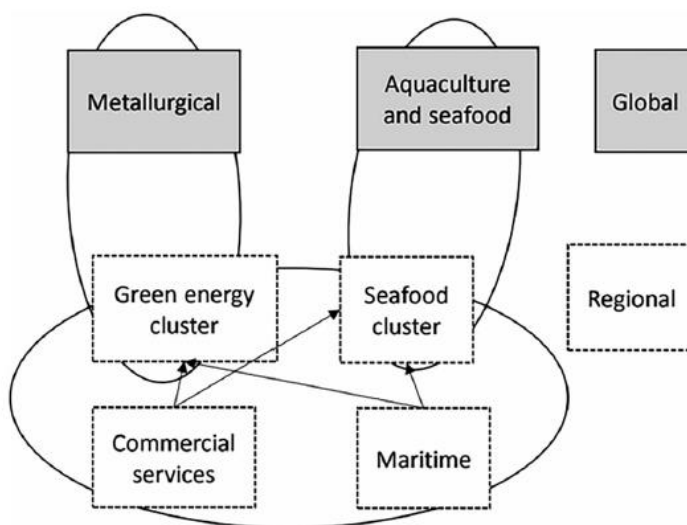 Metallurgical
Aquaculture
and seafood
Global
Green energy
cluster
Seafood
cluster
Regional
Commercial
services
Maritime